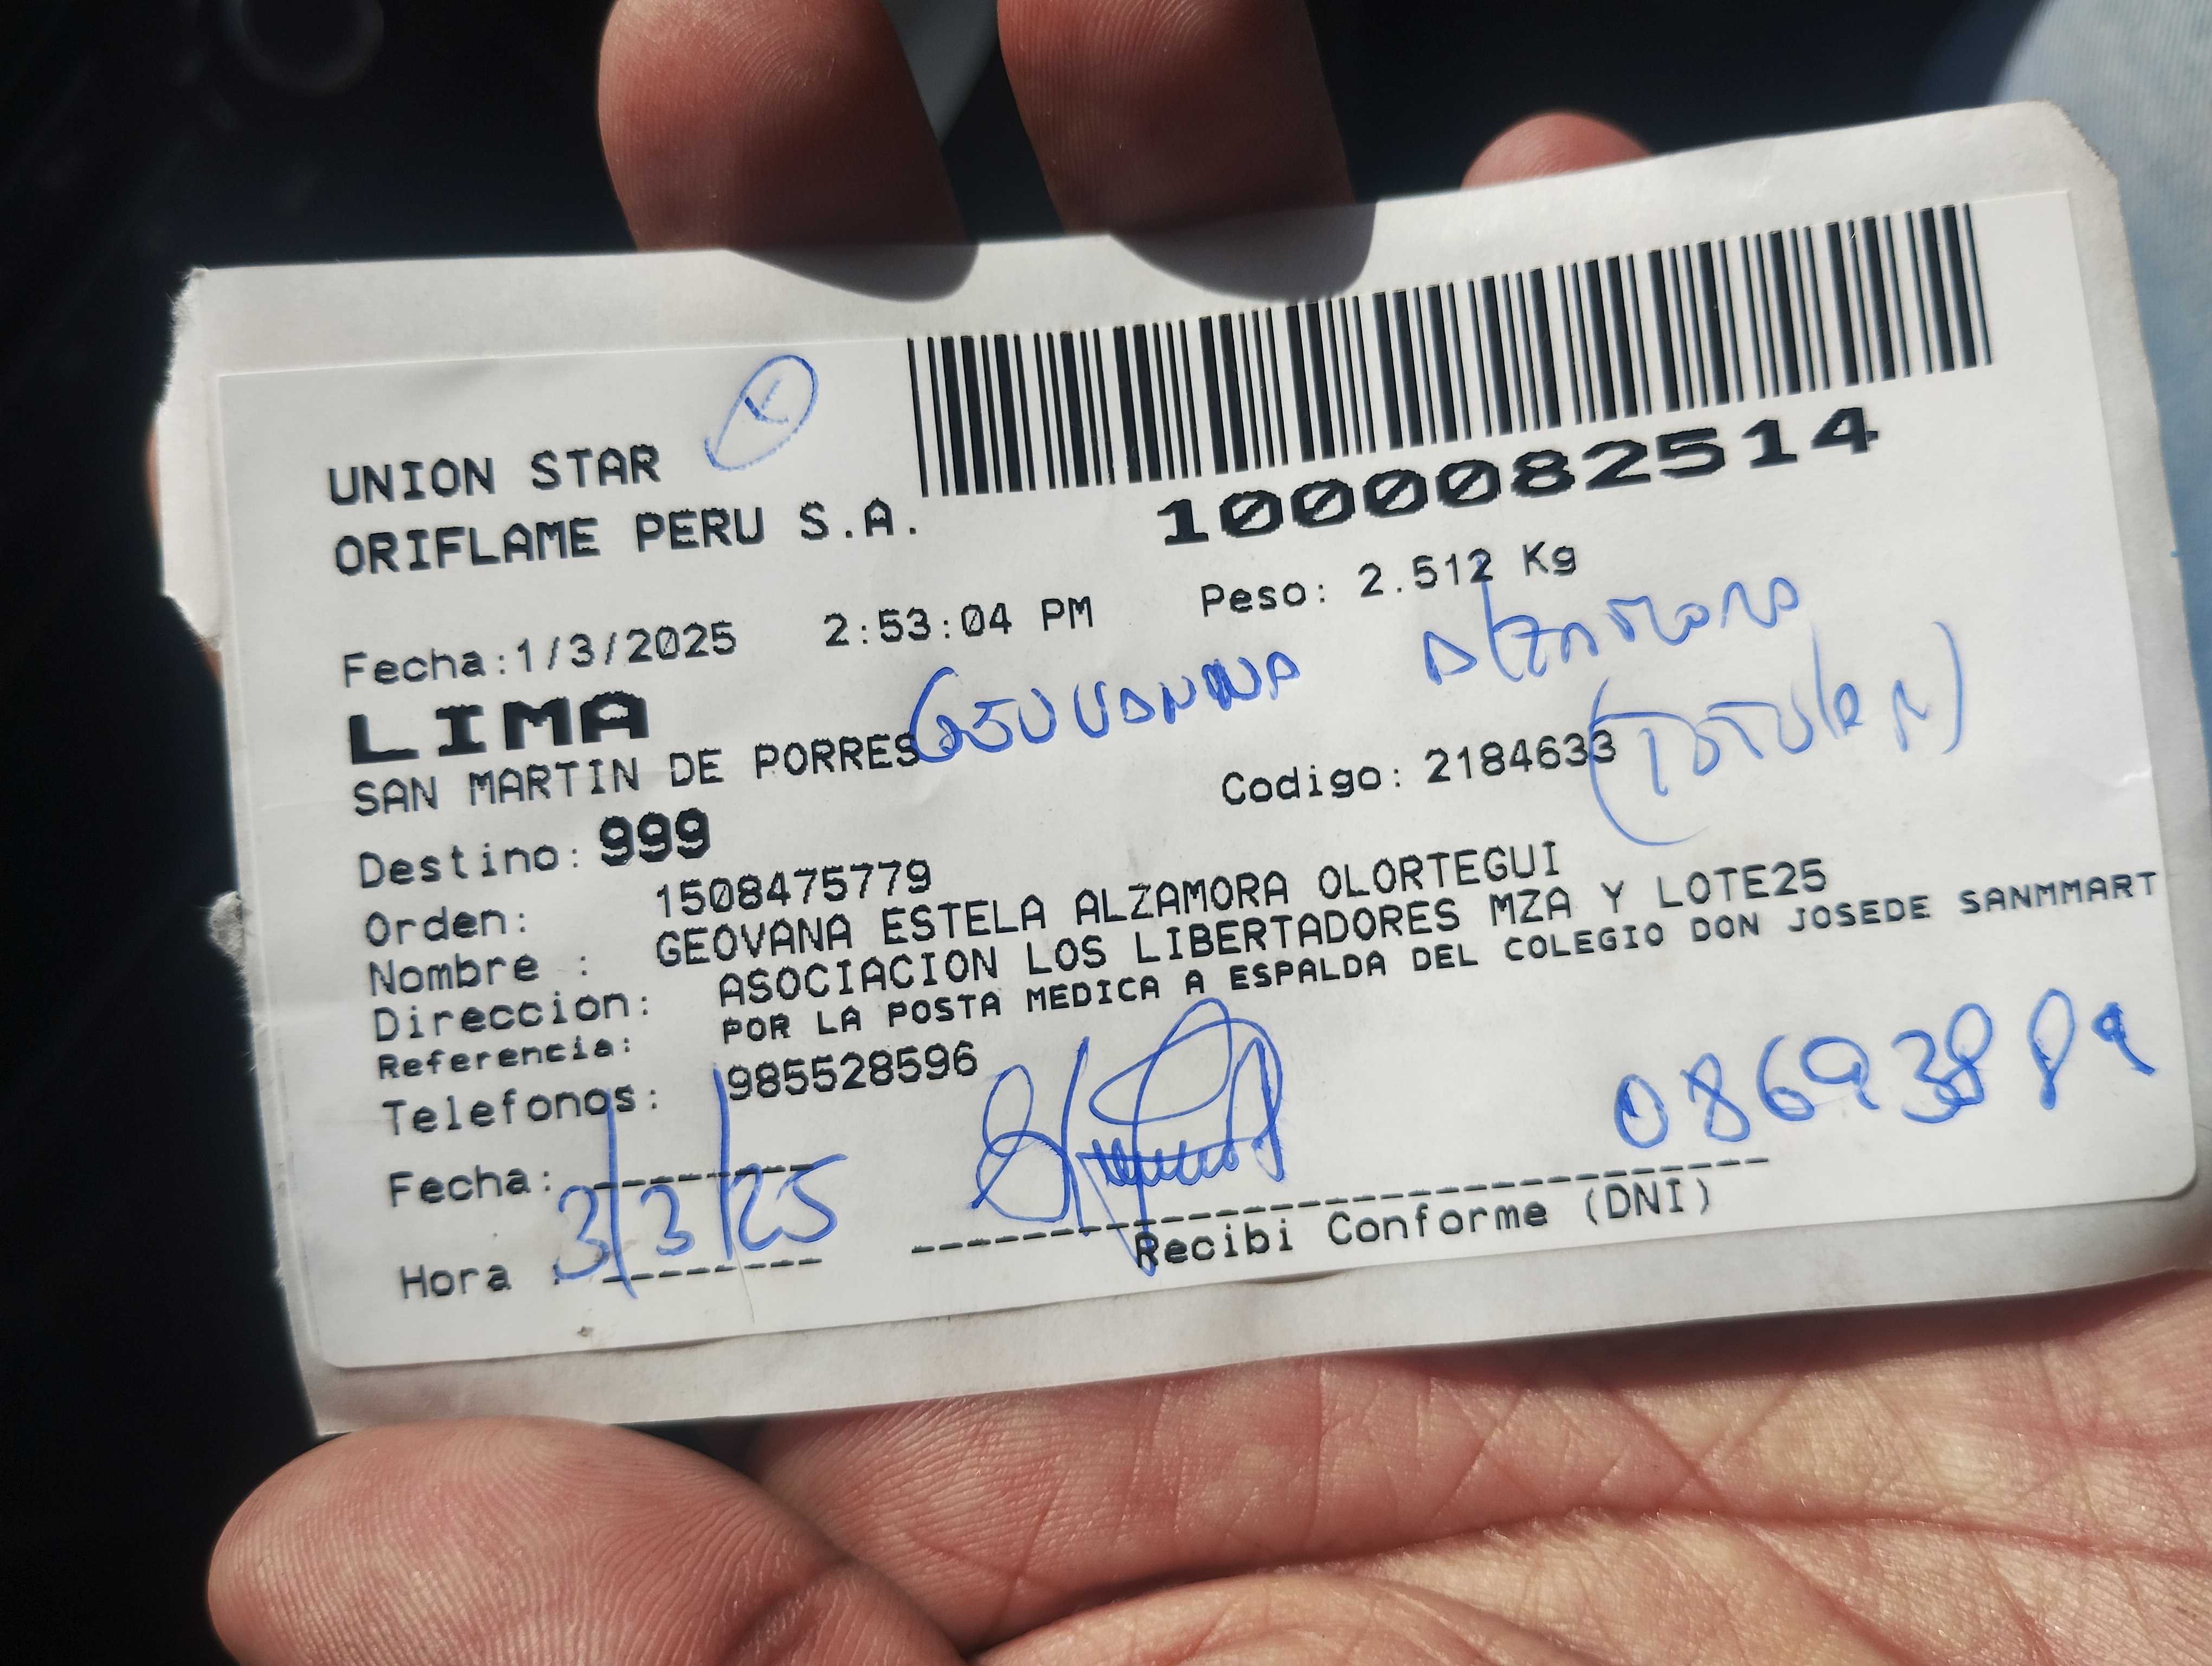 UNION STAR
ORIFLAME PERU S.A.
1000082514
Fecha:1/3/2025 2:53:04 PM Peso: 2.512 Kg
LIMA
Alzamora
SAN MARTIN DE PORRES
Destino: 999 Codigo: 2184633 (Titular)
Orden: 1508475779
Nombre : GEOVANA ESTELA ALZAMORA OLORTEGUI
Direccion: ASOCIACION LOS LIBERTADORES MZA Y LOTE25
Referencia: POR LA POSTA MEDICA A ESPALDA DEL COLEGIO DON JOSEDE SANMMART
Telefonos: 985528596
Fecha: 3/3/25
Hora :
Recibi Conforme (DNI)